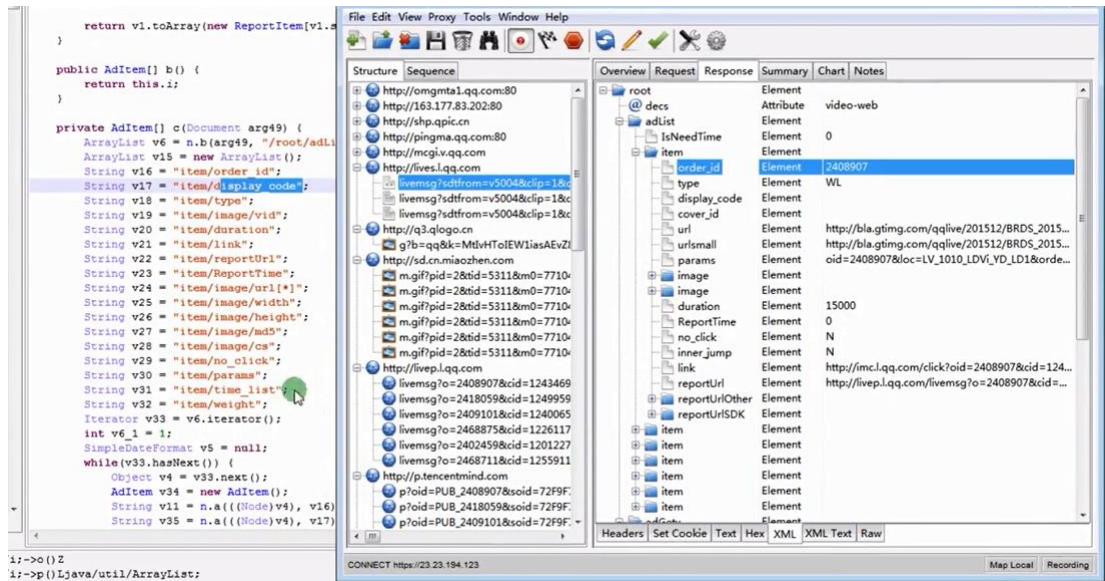 return v1.toArray(new ReportItem[v1.s
}
public AdItem[] b() {
return this.i;
}
private AdItem[] c(Document arg49) {
ArrayList v6 = n.b(arg49, "/root/adLi
ArrayList v15 = new ArrayList();
String v16 = "item/order_id";
String v17 = "item/display_code";
String v18 = "item/type";
String v19 = "item/image/vid";
String v20 = "item/duration";
String v21 = "item/link";
String v22 = "item/reportUrl";
String v23 = "item/ReportTime";
String v24 = "item/image/url[*]";
String v25 = "item/image/width";
String v26 = "item/image/height";
String v27 = "item/image/md5";
String v28 = "item/image/cs";
String v29 = "item/no_click";
String v30 = "item/params";
String v31 = "item/time_list";
String v32 = "item/weight";
Iterator v33 = v6.iterator();
int v6_1 = 1;
SimpleDateFormat v5 = null;
while(v33.hasNext()) {
Object v4 = v33.next();
AdItem v34 = new AdItem();
String v11 = n.a(((Node)v4), v16)
String v35 = n.a(((Node)v4), v17)
i;->o()Z
i;->p()Ljava/util/ArrayList;
File Edit View Proxy Tools Window Help
Structure Sequence
http://omgmta1.qq.com:80
http://163.177.83.202:80
http://shp.qpic.cn
http://pingma.qq.com:80
http://mcgi.v.qq.com
http://lives.l.qq.com
livemsg?sdtfrom=v5004&clip=1&c
livemsg?sdtfrom=v5004&clip=1&c
livemsg?sdtfrom=v5004&clip=1&c
http://q3.qlogo.cn
g?b=qq&k=MtIvHToIEW1iasAEvZI
http://sd.cn.miaozhen.com
m.gif?pid=2&tid=5311&m0=7710
m.gif?pid=2&tid=5311&m0=7710
m.gif?pid=2&tid=5311&m0=7710
m.gif?pid=2&tid=5311&m0=7710
m.gif?pid=2&tid=5311&m0=7710
m.gif?pid=2&tid=5311&m0=7710
http://livep.l.qq.com
livemsg?o=2408907&cid=1243469
livemsg?o=2418059&cid=1249959
livemsg?o=2409101&cid=1240065
livemsg?o=2468875&cid=1226117
livemsg?o=2402459&cid=1201227
livemsg?o=2468711&cid=1255911
http://p.tencentmind.com
p?oid=PUB_2408907&soid=72F9F
p?oid=PUB_2418059&soid=72F9F
p?oid=PUB_2409101&soid=72F9F
Overview Request Response Summary Chart Notes
root Element
decs Attribute video-web
adList Element
IsNeedTime Element 0
item Element
order_id Element 2408907
type Element WL
display_code Element
cover_id Element
url Element http://bla.gtimg.com/qqlive/201512/BRDS_2015...
urlsmall Element http://bla.gtimg.com/qqlive/201512/BRDS_2015...
params Element oid=2408907&loc=LV_1010_LDVi_YD_LD1&orde...
image Element
image Element
duration Element 15000
ReportTime Element 0
no_click Element N
inner_jump Element N
link Element http://imc.l.qq.com/click?oid=2408907&cid=124...
reportUrl Element http://livep.l.qq.com/livemsg?o=2408907&cid=...
reportUrlOther Element
reportUrlSDK Element
item Element
item Element
item Element
item Element
item Element
item Element
Element
Headers Set Cookie Text Hex XML XML Text Raw
CONNECT https://23.23.194.123
Map Local Recording